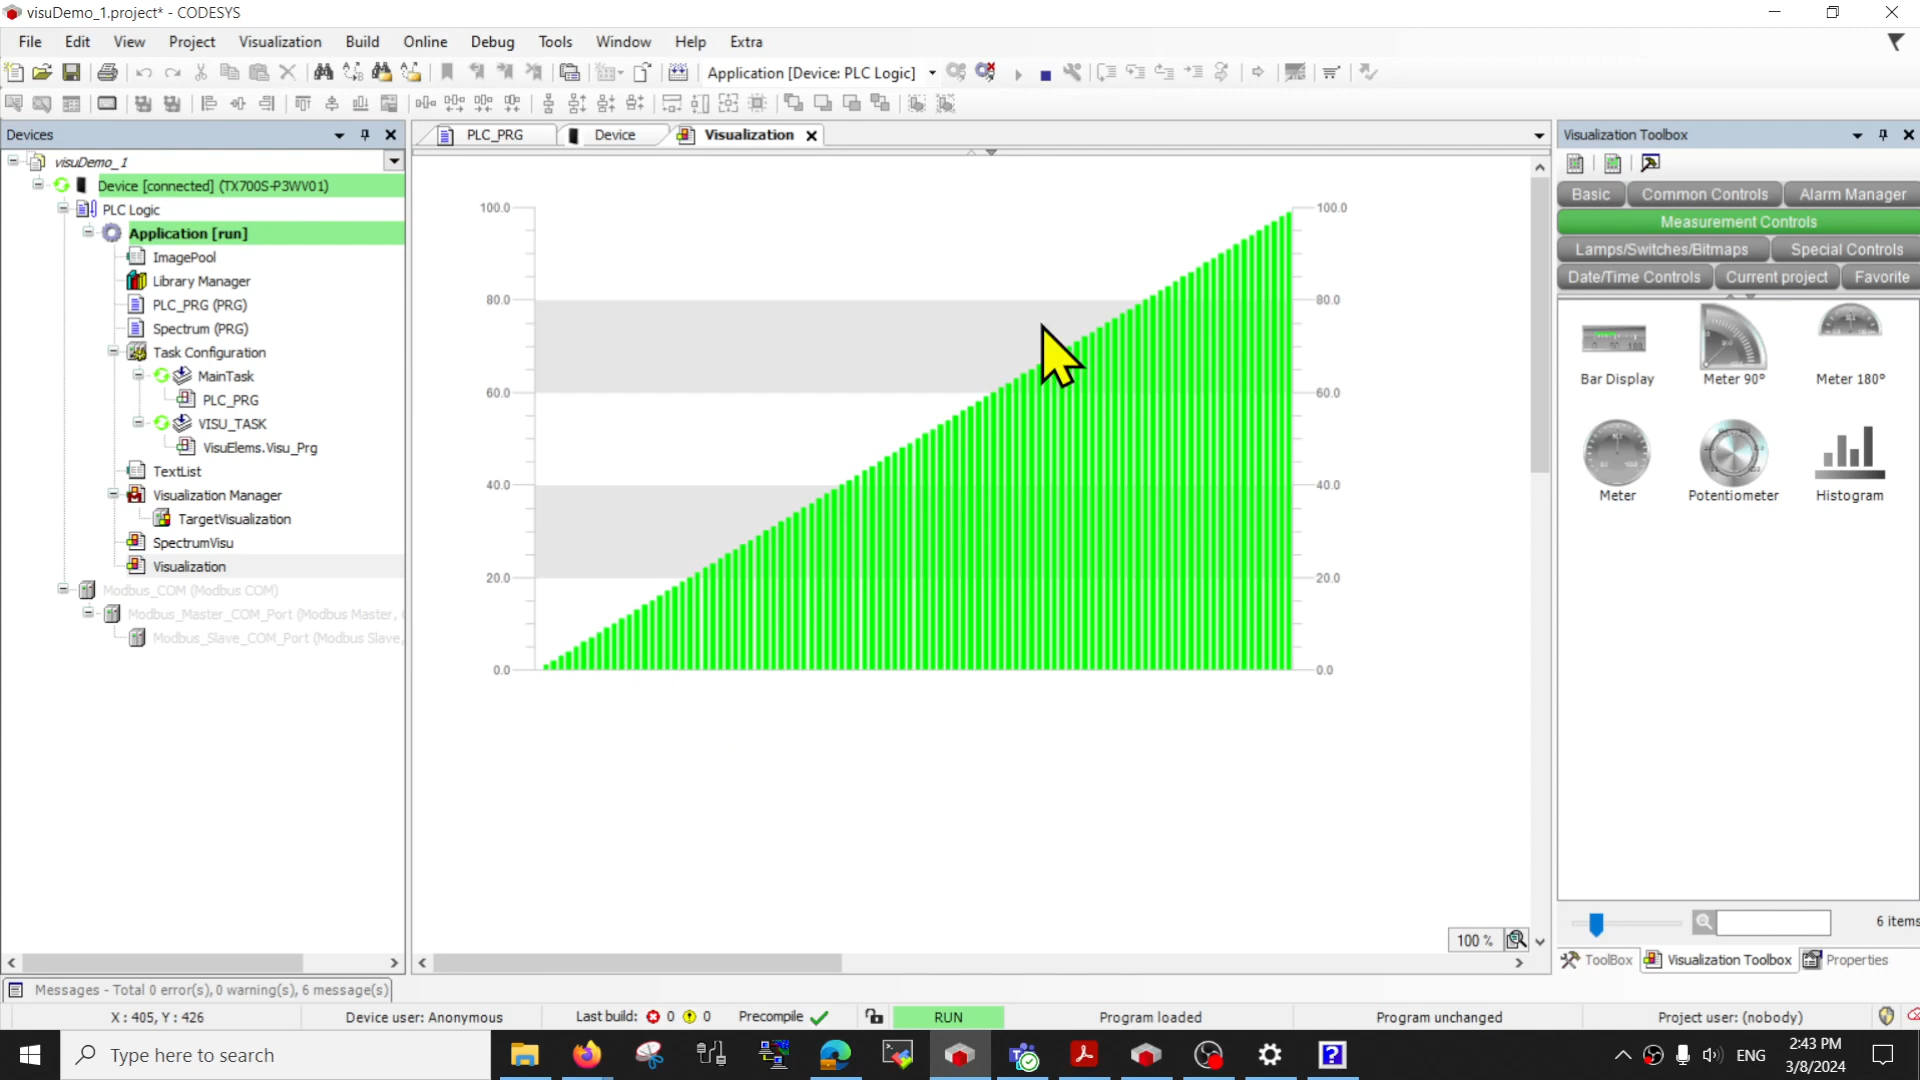 visuDemo_1.project* - CODESYS
File Edit View Project Visualization Build Online Debug Tools Window Help Extra
Application [Device: PLC Logic]
Devices
visuDemo_1
Device [connected] (TX700S-P3WV01)
PLC Logic
Application [run]
ImagePool
Library Manager
PLC_PRG (PRG)
Spectrum (PRG)
Task Configuration
MainTask
PLC_PRG
VISU_TASK
VisuElems.Visu_Prg
TextList
Visualization Manager
TargetVisualization
SpectrumVisu
Visualization
Modbus_COM (Modbus COM)
Modbus_Master_COM_Port (Modbus Master,
Modbus_Slave_COM_Port (Modbus Slave,
PLC_PRG Device Visualization
100.0 100.0
80.0 80.0
60.0 60.0
40.0 40.0
20.0 20.0
0.0 0.0
100 %
Visualization Toolbox
Basic Common Controls Alarm Manager
Measurement Controls
Lamps/Switches/Bitmaps Special Controls
Date/Time Controls Current project Favorite
Bar Display Meter 90° Meter 180°
Meter Potentiometer Histogram
6 items
ToolBox Visualization Toolbox Properties
Messages - Total 0 error(s), 0 warning(s), 6 message(s)
X : 405, Y : 426 Device user: Anonymous Last build: 0 0 Precompile RUN Program loaded Program unchanged Project user: (nobody)
Type here to search
ENG
2:43 PM
3/8/2024